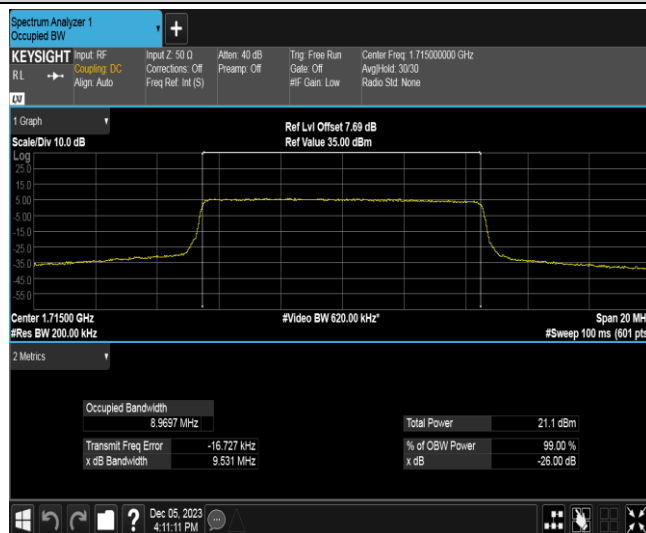 Spectrum Analyzer 1
Occupied BW
+
KEYSIGHT Input: RF Input Z: 50 Ω Atten: 40 dB Trig: Free Run Center Freq: 1.715000000 GHz
RL Coupling: DC Corrections: Off Preamp: Off Gate: Off Avg|Hold: 30/30
Align: Auto Freq Ref: Int (S) #IF Gain: Low Radio Std: None
LXI
1 Graph
Ref Lvl Offset 7.69 dB
Scale/Div 10.0 dB Ref Value 35.00 dBm
Log
25.0
15.0
5.00
-5.00
-15.0
-25.0
-35.0
-45.0
-55.0
Center 1.71500 GHz #Video BW 620.00 kHz* Span 20 MH
#Res BW 200.00 kHz #Sweep 100 ms (601 pts
2 Metrics
Occupied Bandwidth
8.9697 MHz Total Power 21.1 dBm
Transmit Freq Error -16.727 kHz % of OBW Power 99.00 %
x dB Bandwidth 9.531 MHz x dB -26.00 dB
? Dec 05, 2023
4:11:11 PM